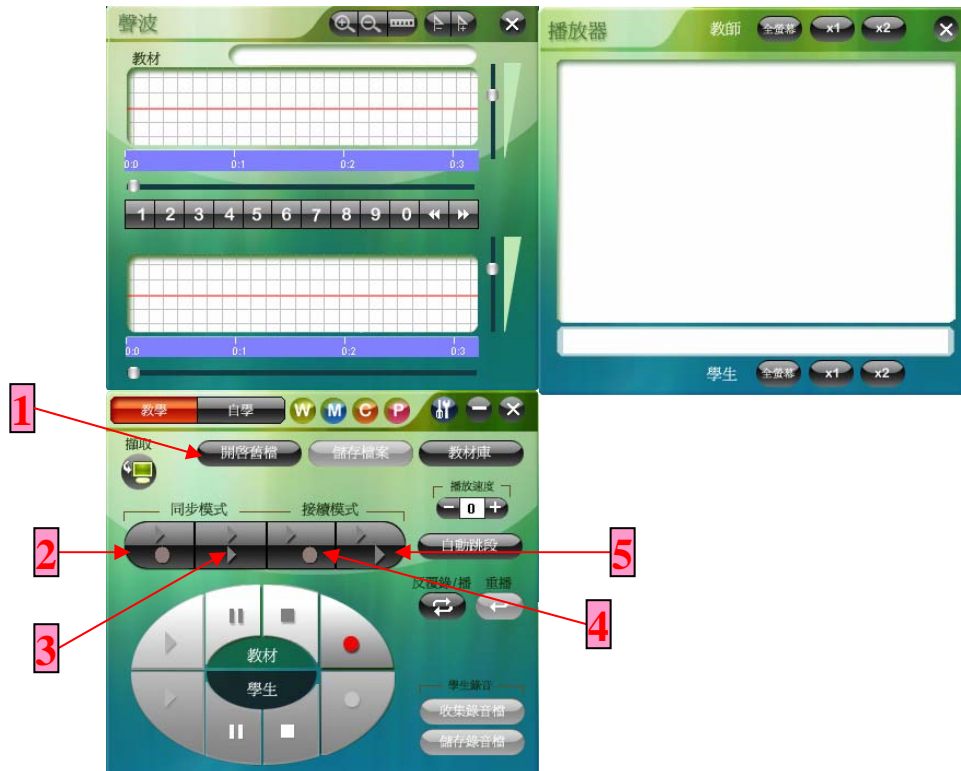 聲波
教材
0:0 0:1 0:2 0:3
1 2 3 4 5 6 7 8 9 0
0:0 0:1 0:2 0:3
播放器 教師 全螢幕 x1 x2
學生 全螢幕 x1 x2
1
教學 自學 W M C P
擷取 開啓舊檔 儲存檔案 教材庫
播放速度
0
同步模式 接續模式
2
自動跳段
5
反覆錄/播 重播
3
4
教材
學生
學生錄音
收集錄音檔
儲存錄音檔